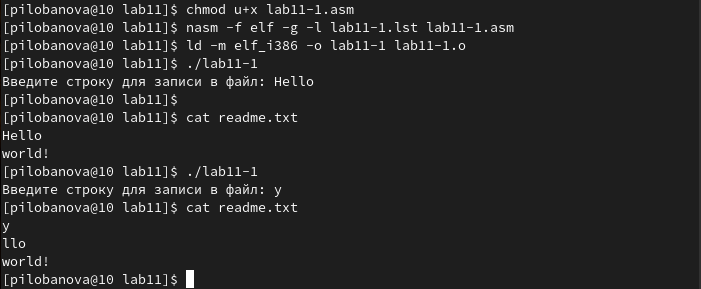 [pilobanova@10 lab11]$ chmod u+x lab11-1.asm
[pilobanova@10 lab11]$ nasm -f elf -g -l lab11-1.lst lab11-1.asm
[pilobanova@10 lab11]$ ld -m elf_i386 -o lab11-1 lab11-1.o
[pilobanova@10 lab11]$ ./lab11-1
Введите строку для записи в файл: Hello
[pilobanova@10 lab11]$
[pilobanova@10 lab11]$ cat readme.txt
Hello
world!
[pilobanova@10 lab11]$ ./lab11-1
Введите строку для записи в файл: y
[pilobanova@10 lab11]$ cat readme.txt
y
llo
world!
[pilobanova@10 lab11]$